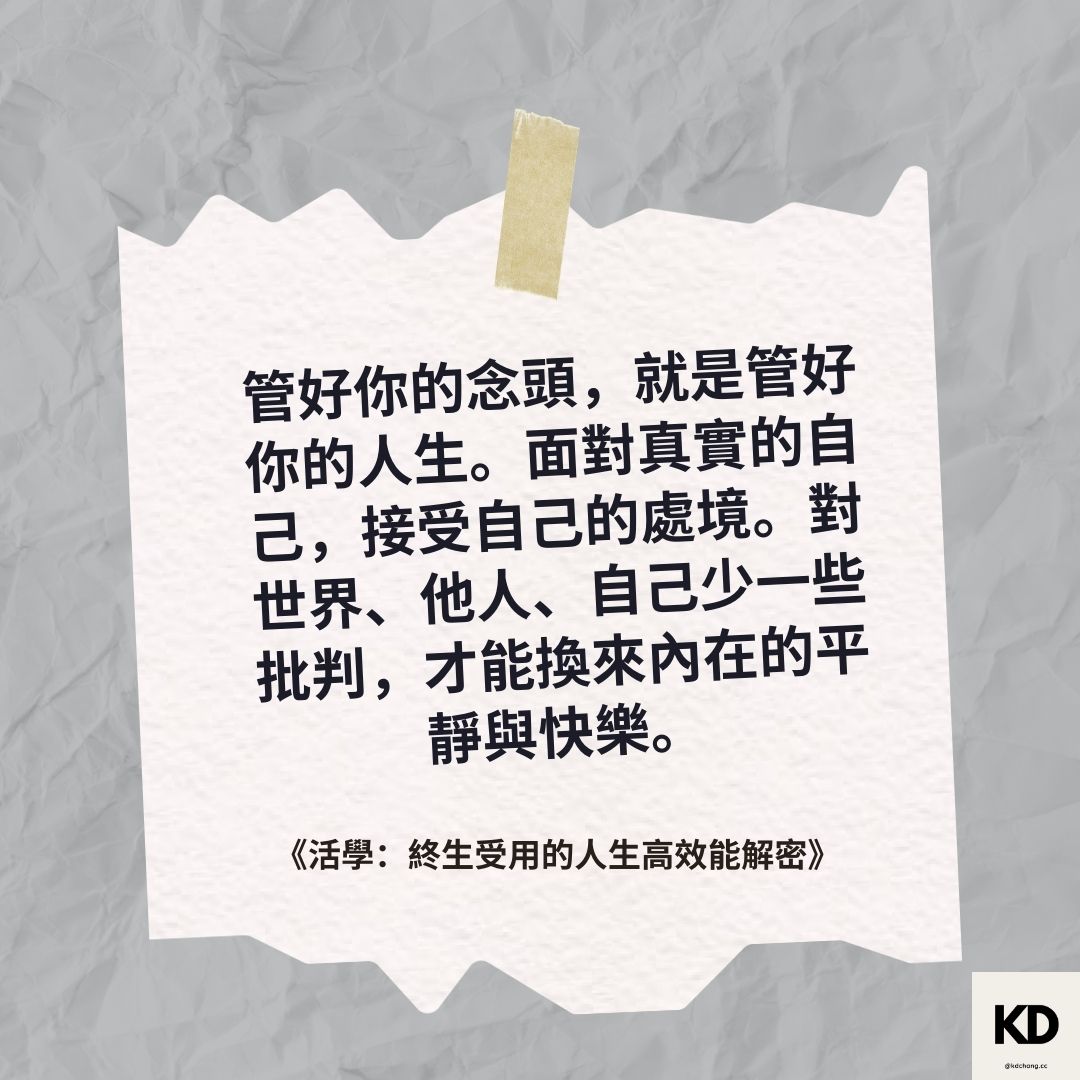 管好你的念頭，就是管好
你的人生。面對真實的自
己，接受自己的處境。對
世界、他人、自己少一些
批判，才能換來內在的平
靜與快樂。
《活學：終生受用的人生高效能解密》
KD
@kdchang.cc